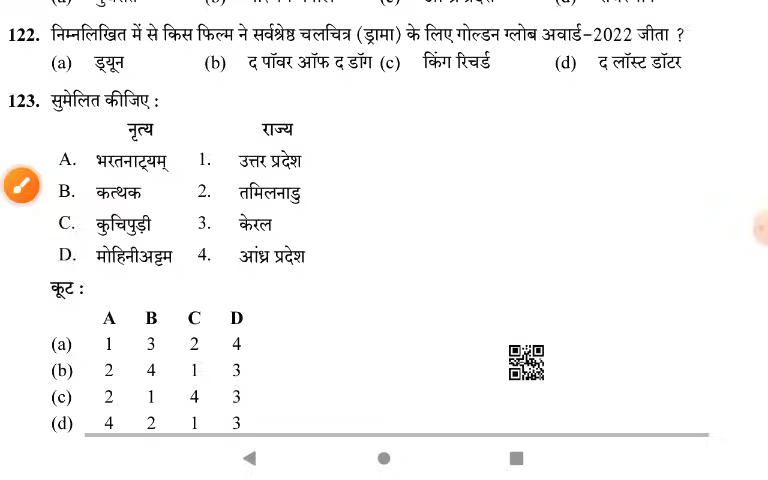 122. निम्नलिखित में से किस फिल्म ने सर्वश्रेष्ठ चलचित्र (ड्रामा) के लिए गोल्डन ग्लोब अवार्ड-2022 जीता ?
(a) ड्यून (b) द पॉवर ऑफ द डॉग (c) किंग रिचर्ड (d) द लॉस्ट डॉटर
123. सुमेलित कीजिए :
नृत्य राज्य
A. भरतनाट्यम् 1. उत्तर प्रदेश
B. कत्थक 2. तमिलनाडु
C. कुचिपुड़ी 3. केरल
D. मोहिनीअट्टम 4. आंध्र प्रदेश
कूट :
A B C D
(a) 1 3 2 4
(b) 2 4 1 3
(c) 2 1 4 3
(d) 4 2 1 3